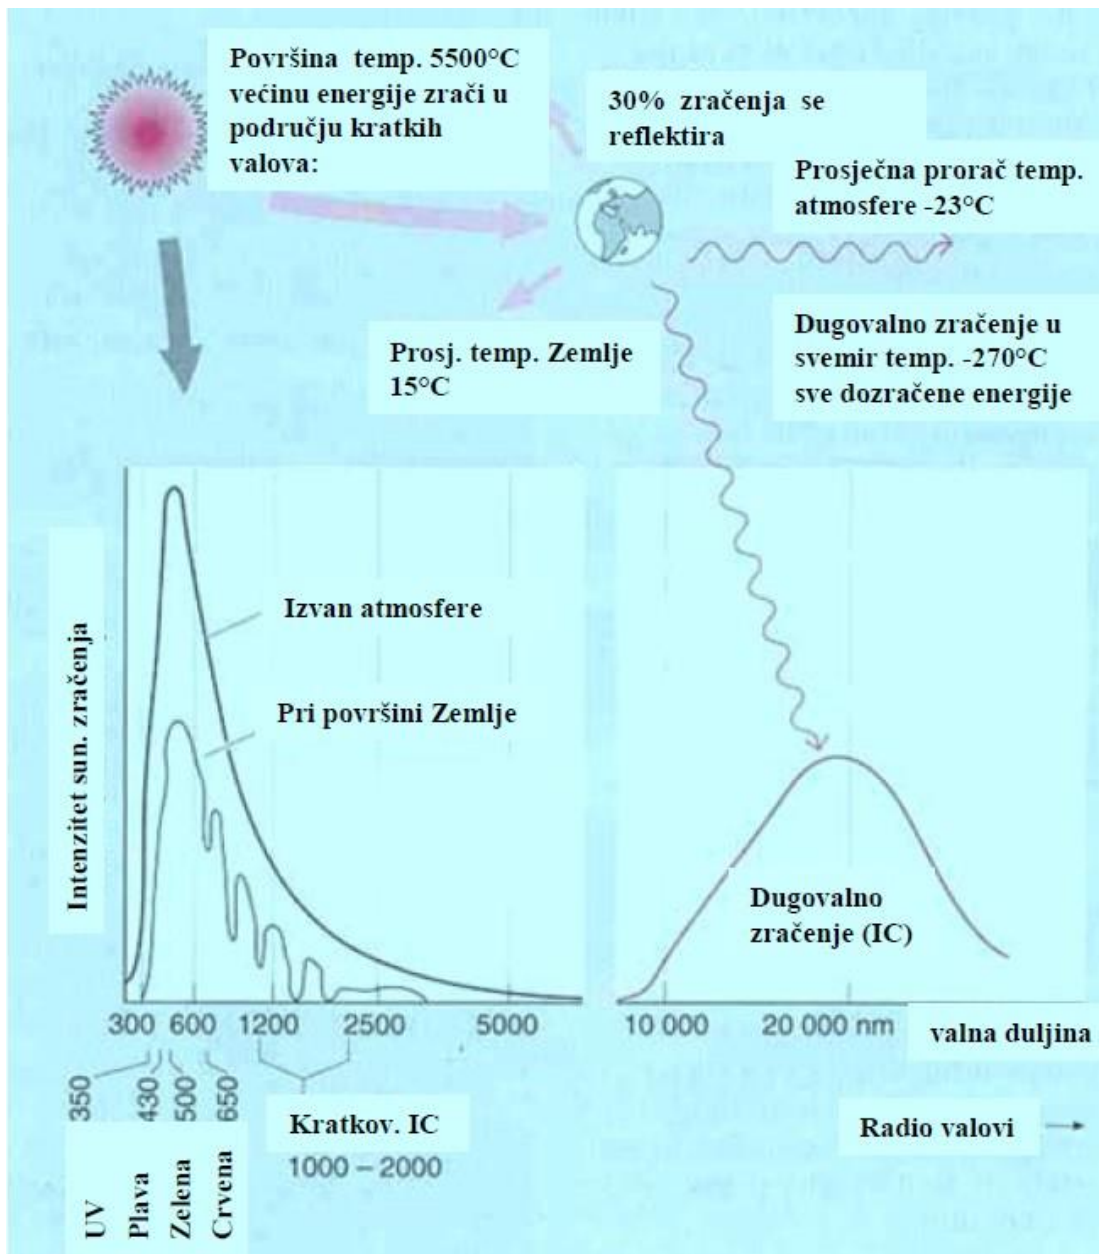 Površina temp. 5500°C
većinu energije zrači u
području kratkih
valova:
30% zračenja se
reflektira
Prosječna prorač temp.
atmosfere -23°C
Prosj. temp. Zemlje
15°C
Dugovalno zračenje u
svemir temp. -270°C
sve dozračene energije
Intenzitet sun. zračenja
Izvan atmosfere
Pri površini Zemlje
Dugovalno
zračenje (IC)
300 600 1200 2500 5000
10 000 20 000 nm
valna duljina
350 430 500 650
UV Plava Zelena Crvena
Kratkov. IC
1000 – 2000
Radio valovi